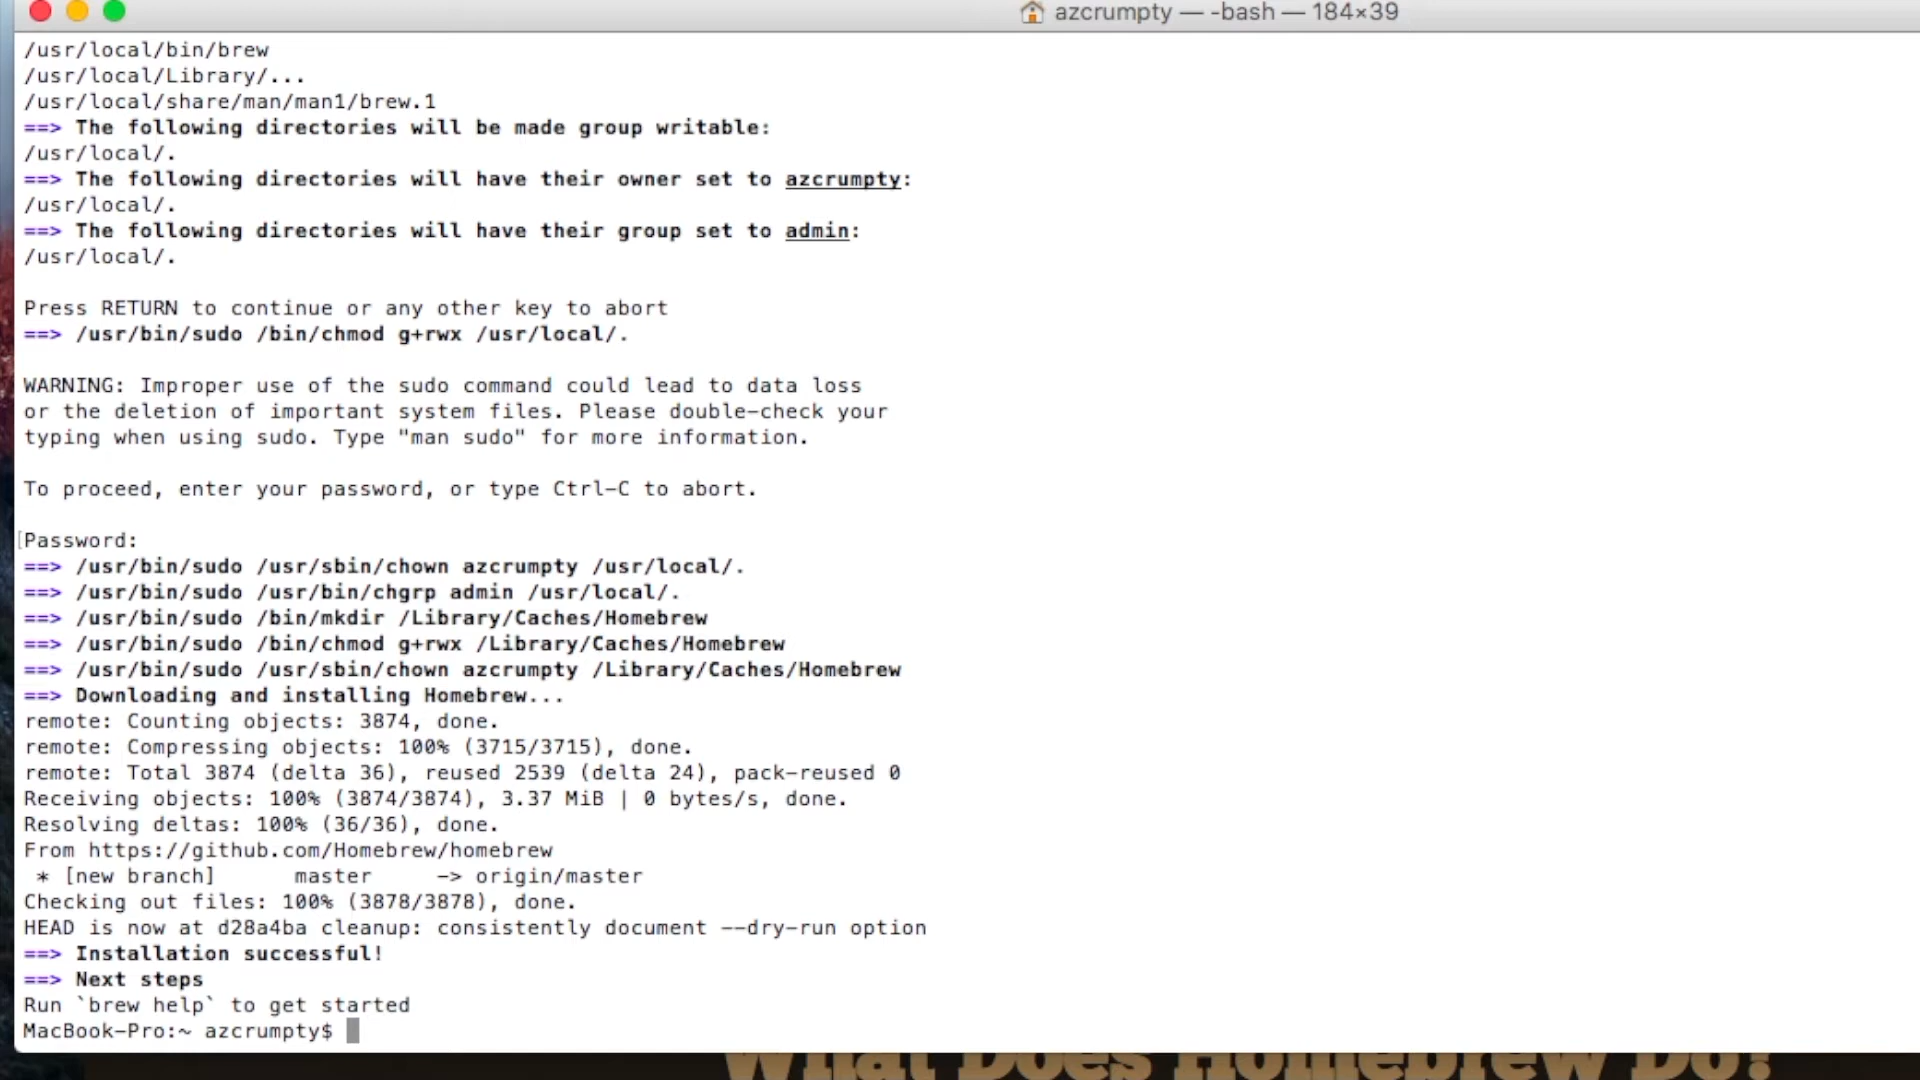 azcrumpty — -bash — 184×39
/usr/local/bin/brew
/usr/local/Library/...
/usr/local/share/man/man1/brew.1
==> The following directories will be made group writable:
/usr/local/.
==> The following directories will have their owner set to azcrumpty:
/usr/local/.
==> The following directories will have their group set to admin:
/usr/local/.
Press RETURN to continue or any other key to abort
==> /usr/bin/sudo /bin/chmod g+rwx /usr/local/.
WARNING: Improper use of the sudo command could lead to data loss
or the deletion of important system files. Please double-check your
typing when using sudo. Type "man sudo" for more information.
To proceed, enter your password, or type Ctrl-C to abort.
[Password:
==> /usr/bin/sudo /usr/sbin/chown azcrumpty /usr/local/.
==> /usr/bin/sudo /usr/bin/chgrp admin /usr/local/.
==> /usr/bin/sudo /bin/mkdir /Library/Caches/Homebrew
==> /usr/bin/sudo /bin/chmod g+rwx /Library/Caches/Homebrew
==> /usr/bin/sudo /usr/sbin/chown azcrumpty /Library/Caches/Homebrew
==> Downloading and installing Homebrew...
remote: Counting objects: 3874, done.
remote: Compressing objects: 100% (3715/3715), done.
remote: Total 3874 (delta 36), reused 2539 (delta 24), pack-reused 0
Receiving objects: 100% (3874/3874), 3.37 MiB | 0 bytes/s, done.
Resolving deltas: 100% (36/36), done.
From https://github.com/Homebrew/homebrew
 * [new branch]      master     -> origin/master
Checking out files: 100% (3878/3878), done.
HEAD is now at d28a4ba cleanup: consistently document --dry-run option
==> Installation successful!
==> Next steps
Run `brew help` to get started
MacBook-Pro:~ azcrumpty$
What Does Homebrew Do?